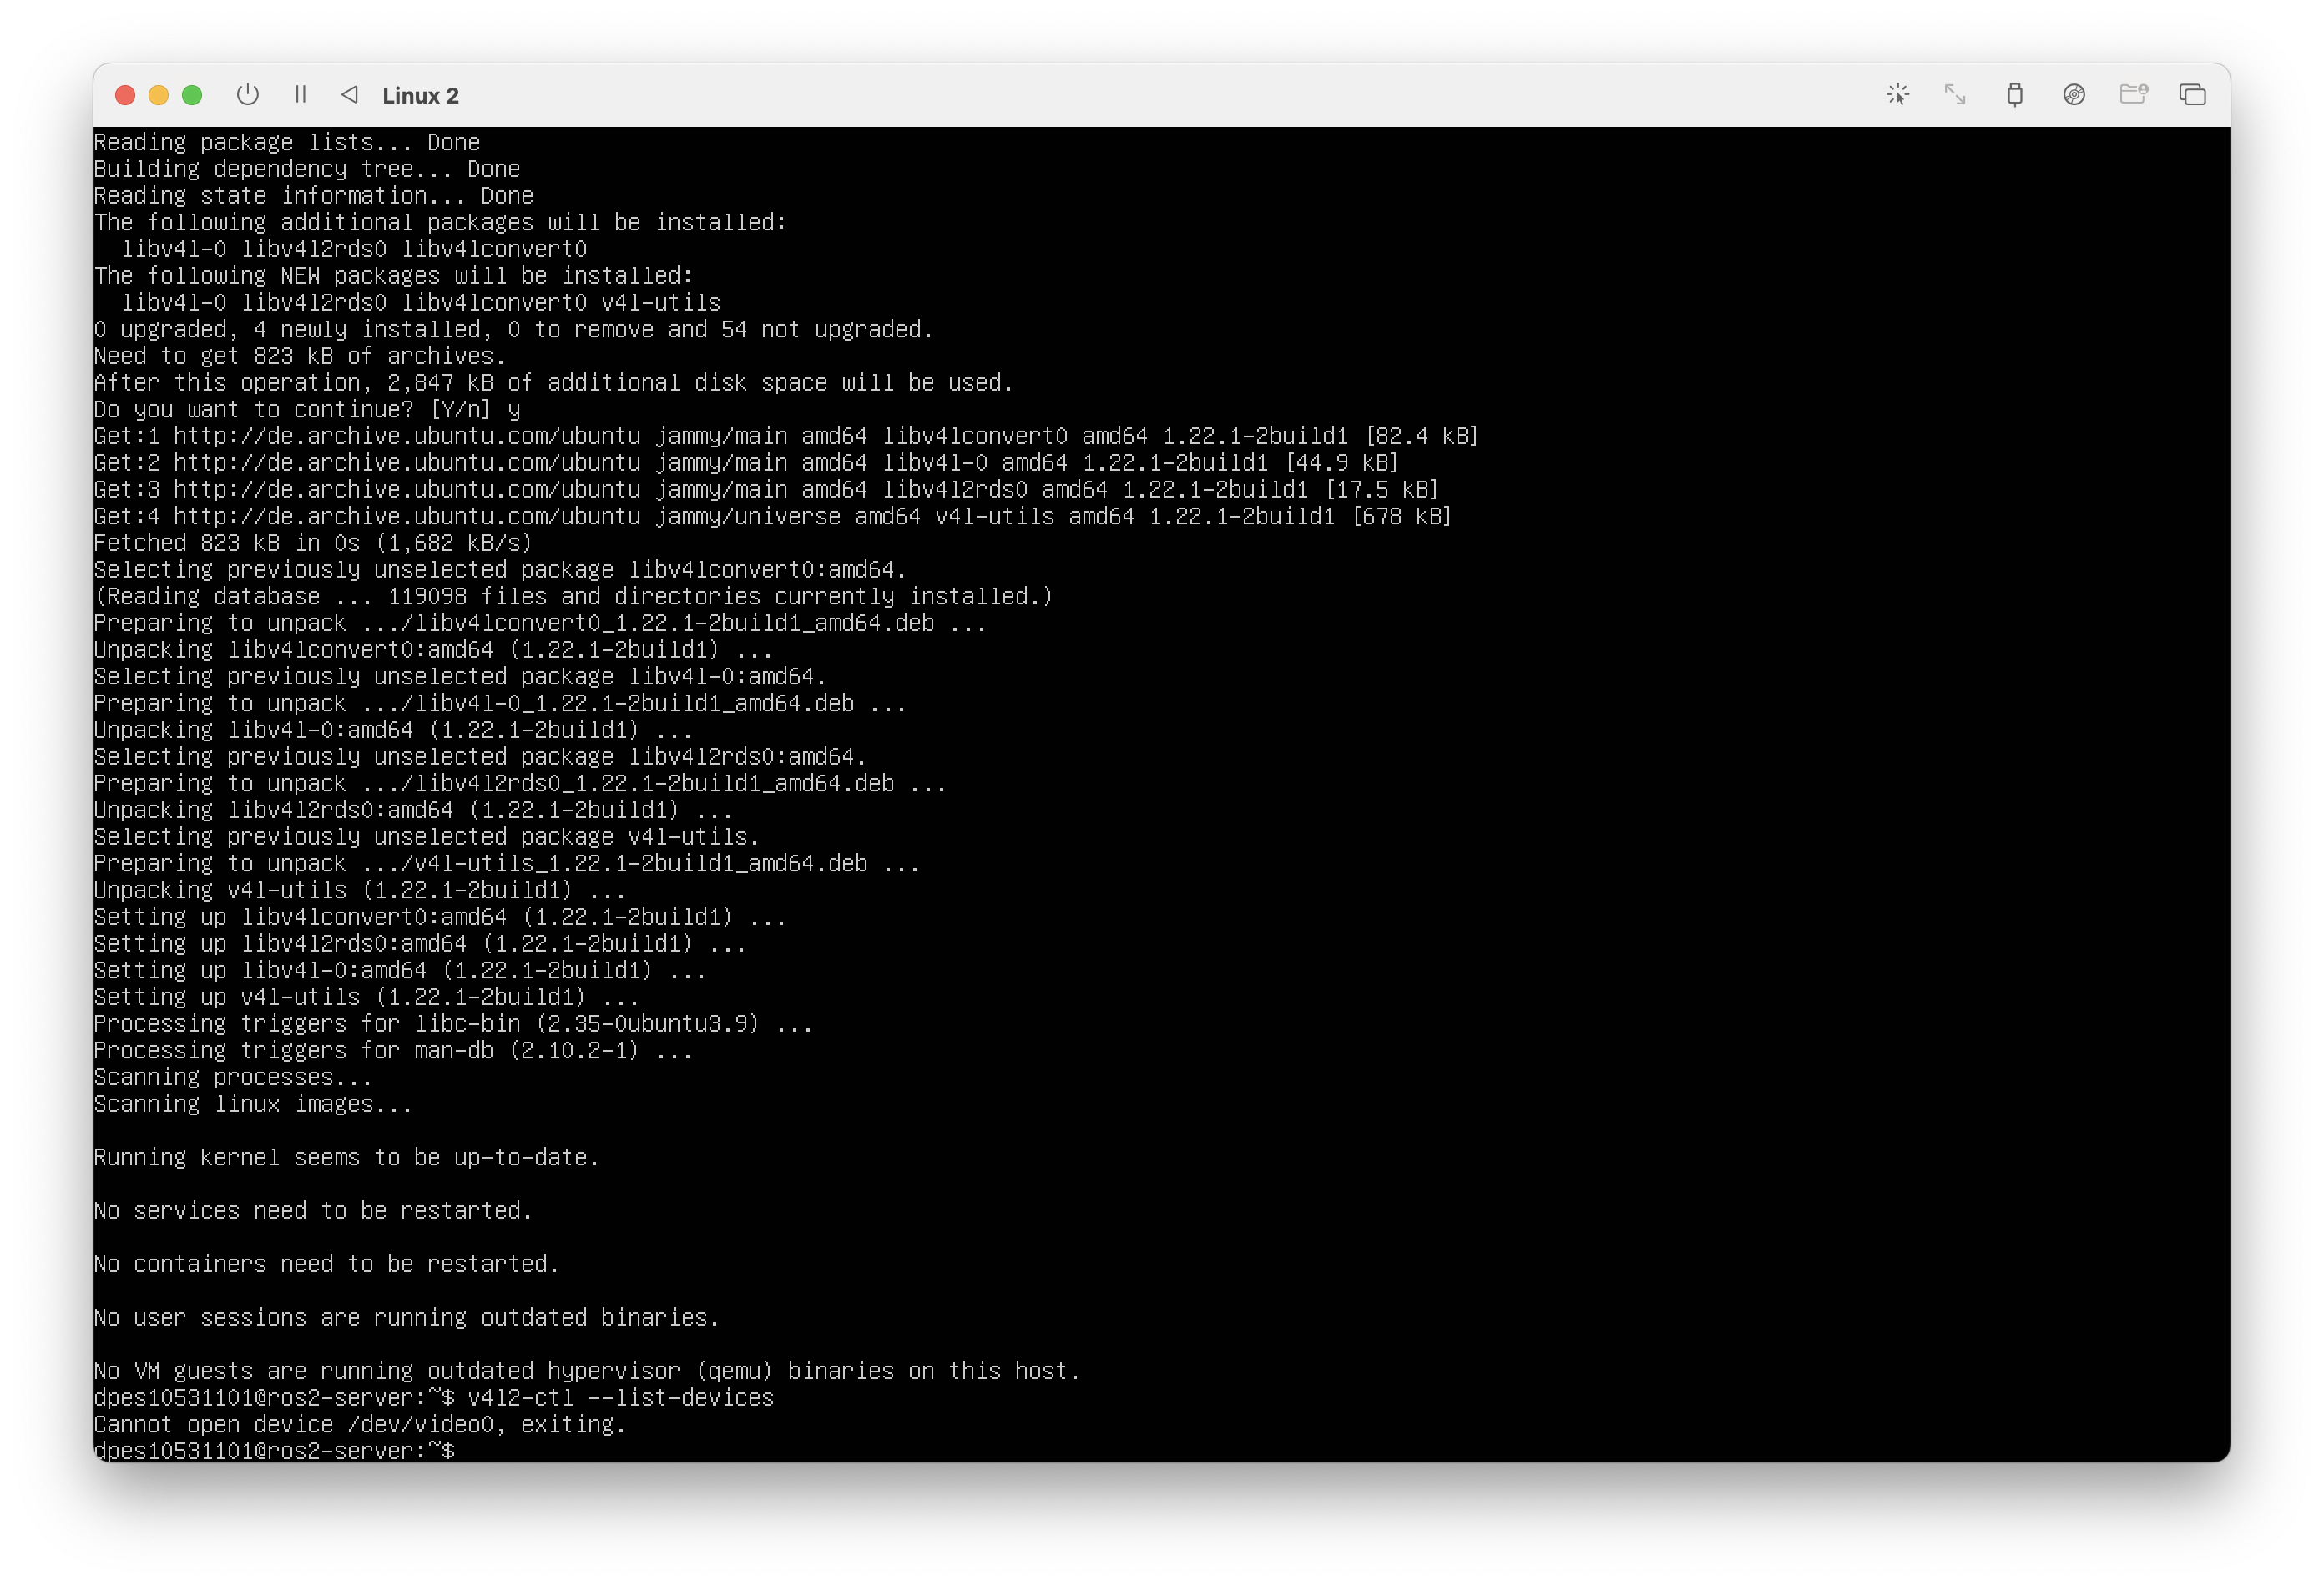 Linux 2
Reading package lists... Done
Building dependency tree... Done
Reading state information... Done
The following additional packages will be installed:
  libv4l-0 libv4l2rds0 libv4lconvert0
The following NEW packages will be installed:
  libv4l-0 libv4l2rds0 libv4lconvert0 v4l-utils
0 upgraded, 4 newly installed, 0 to remove and 54 not upgraded.
Need to get 823 kB of archives.
After this operation, 2,847 kB of additional disk space will be used.
Do you want to continue? [Y/n] y
Get:1 http://de.archive.ubuntu.com/ubuntu jammy/main amd64 libv4lconvert0 amd64 1.22.1-2build1 [82.4 kB]
Get:2 http://de.archive.ubuntu.com/ubuntu jammy/main amd64 libv4l-0 amd64 1.22.1-2build1 [44.9 kB]
Get:3 http://de.archive.ubuntu.com/ubuntu jammy/main amd64 libv4l2rds0 amd64 1.22.1-2build1 [17.5 kB]
Get:4 http://de.archive.ubuntu.com/ubuntu jammy/universe amd64 v4l-utils amd64 1.22.1-2build1 [678 kB]
Fetched 823 kB in 0s (1,682 kB/s)
Selecting previously unselected package libv4lconvert0:amd64.
(Reading database ... 119098 files and directories currently installed.)
Preparing to unpack .../libv4lconvert0_1.22.1-2build1_amd64.deb ...
Unpacking libv4lconvert0:amd64 (1.22.1-2build1) ...
Selecting previously unselected package libv4l-0:amd64.
Preparing to unpack .../libv4l-0_1.22.1-2build1_amd64.deb ...
Unpacking libv4l-0:amd64 (1.22.1-2build1) ...
Selecting previously unselected package libv4l2rds0:amd64.
Preparing to unpack .../libv4l2rds0_1.22.1-2build1_amd64.deb ...
Unpacking libv4l2rds0:amd64 (1.22.1-2build1) ...
Selecting previously unselected package v4l-utils.
Preparing to unpack .../v4l-utils_1.22.1-2build1_amd64.deb ...
Unpacking v4l-utils (1.22.1-2build1) ...
Setting up libv4lconvert0:amd64 (1.22.1-2build1) ...
Setting up libv4l2rds0:amd64 (1.22.1-2build1) ...
Setting up libv4l-0:amd64 (1.22.1-2build1) ...
Setting up v4l-utils (1.22.1-2build1) ...
Processing triggers for libc-bin (2.35-0ubuntu3.9) ...
Processing triggers for man-db (2.10.2-1) ...
Scanning processes...
Scanning linux images...
Running kernel seems to be up-to-date.
No services need to be restarted.
No containers need to be restarted.
No user sessions are running outdated binaries.
No VM guests are running outdated hypervisor (qemu) binaries on this host.
dpes10531101@ros2-server:~$ v4l2-ctl --list-devices
Cannot open device /dev/video0, exiting.
dpes10531101@ros2-server:~$